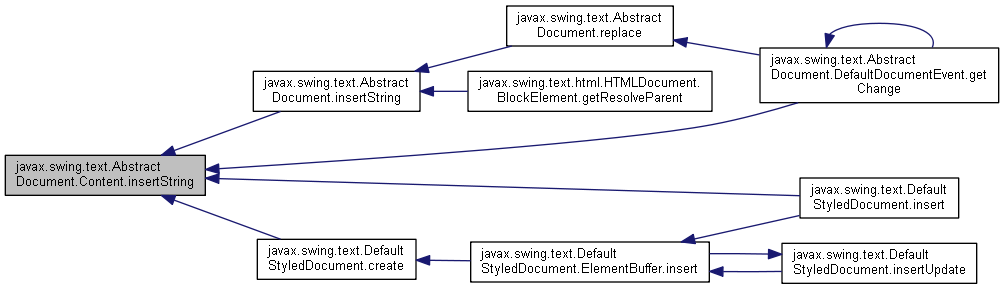 javax.swing.text.Abstract
Document.replace
javax.swing.text.Abstract
Document.DefaultDocumentEvent.get
Change
javax.swing.text.Abstract
Document.insertString
javax.swing.text.html.HTMLDocument.
BlockElement.getResolveParent
javax.swing.text.Abstract
Document.Content.insertString
javax.swing.text.Default
StyledDocument.insert
javax.swing.text.Default
StyledDocument.create
javax.swing.text.Default
StyledDocument.ElementBuffer.insert
javax.swing.text.Default
StyledDocument.insertUpdate